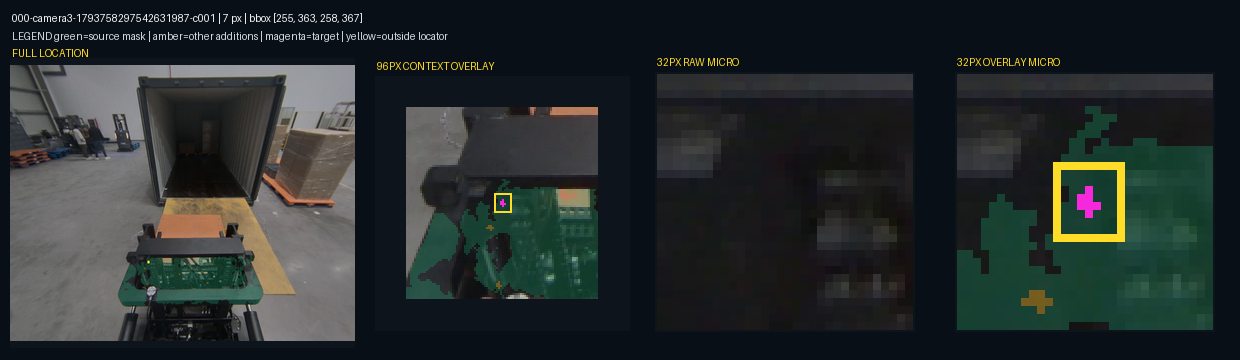 000-camera3-1793758297542631987-c001 | 7 px | bbox [255, 363, 258, 367]
LEGEND green=source mask | amber=other additions | magenta=target | yellow=outside locator
FULL LOCATION
96PX CONTEXT OVERLAY
32PX RAW MICRO
32PX OVERLAY MICRO